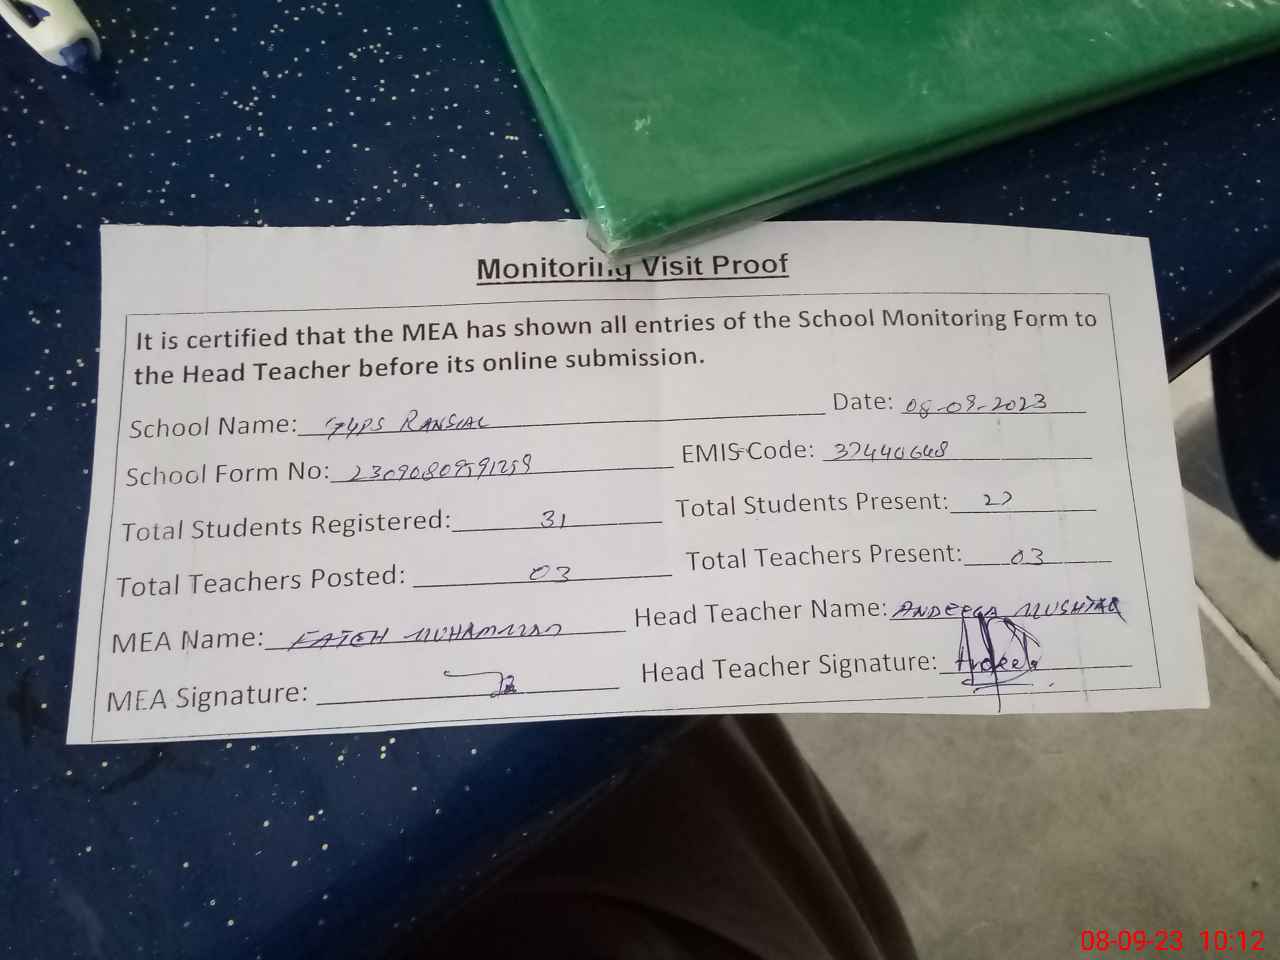 Monitoring Visit Proof
It is certified that the MEA has shown all entries of the School Monitoring Form to
the Head Teacher before its online submission.
School Name: GGPS RANSIAL Date: 08-09-2023
School Form No: EMIS Code: 37440648
Total Students Registered: 31 Total Students Present:
Total Teachers Posted: 03 Total Teachers Present: 03
MEA Name: FATEH MUHAMMAD Head Teacher Name: MUSHTAQ
MEA Signature: Head Teacher Signature:
08-09-23 10:12